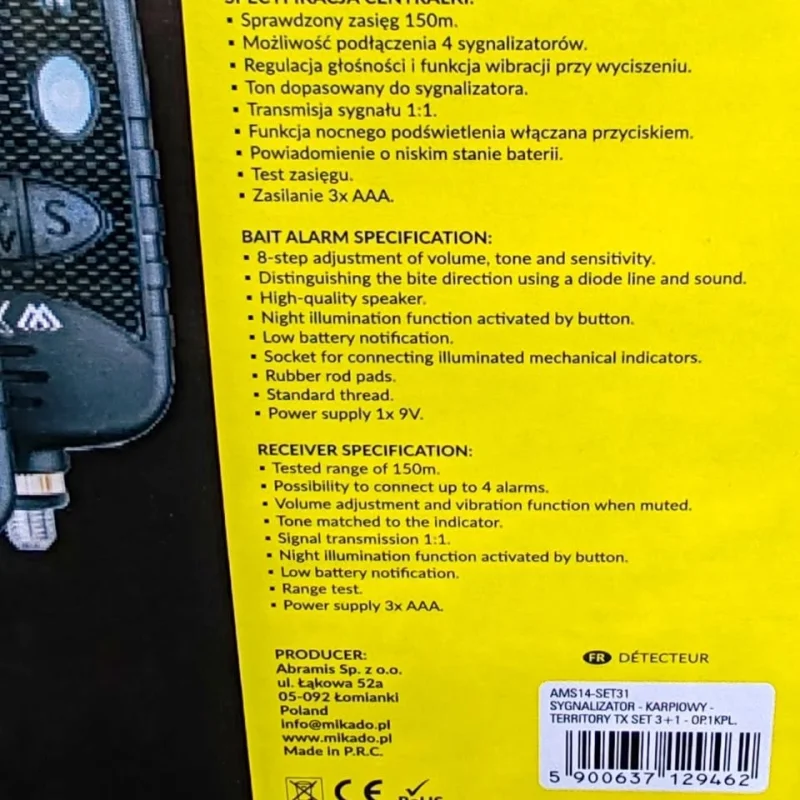 SPECYFIKACJA CENTRALKI:
▪ Sprawdzony zasięg 150m.
▪ Możliwość podłączenia 4 sygnalizatorów.
▪ Regulacja głośności i funkcja wibracji przy wyciszeniu.
▪ Ton dopasowany do sygnalizatora.
▪ Transmisja sygnału 1:1.
▪ Funkcja nocnego podświetlenia włączana przyciskiem.
▪ Powiadomienie o niskim stanie baterii.
▪ Test zasięgu.
▪ Zasilanie 3x AAA.
S
V
BAIT ALARM SPECIFICATION:
▪ 8-step adjustment of volume, tone and sensitivity.
▪ Distinguishing the bite direction using a diode line and sound.
▪ High-quality speaker.
▪ Night illumination function activated by button.
▪ Low battery notification.
▪ Socket for connecting illuminated mechanical indicators.
▪ Rubber rod pads.
▪ Standard thread.
▪ Power supply 1x 9V.
RECEIVER SPECIFICATION:
▪ Tested range of 150m.
▪ Possibility to connect up to 4 alarms.
▪ Volume adjustment and vibration function when muted.
▪ Tone matched to the indicator.
▪ Signal transmission 1:1.
▪ Night illumination function activated by button.
▪ Low battery notification.
▪ Range test.
▪ Power supply 3x AAA.
PRODUCER:
Abramis Sp. z o.o.
ul. Łąkowa 52a
05-092 Łomianki
Poland
info@mikado.pl
www.mikado.pl
Made in P.R.C.
FR DÉTECTEUR
AMS14-SET31
SYGNALIZATOR - KARPIOWY -
TERRITORY TX SET 3+1 - OP.1KPL.
5 900637 129462
CE
RoHS